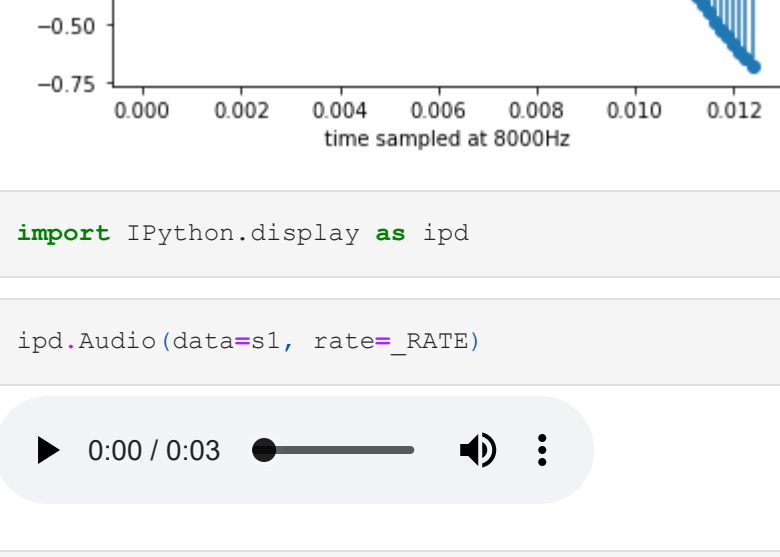 −0.50
−0.75
0.000 0.002 0.004 0.006 0.008 0.010 0.012
time sampled at 8000Hz
import IPython.display as ipd
ipd.Audio(data=s1, rate=_RATE)
0:00 / 0:03